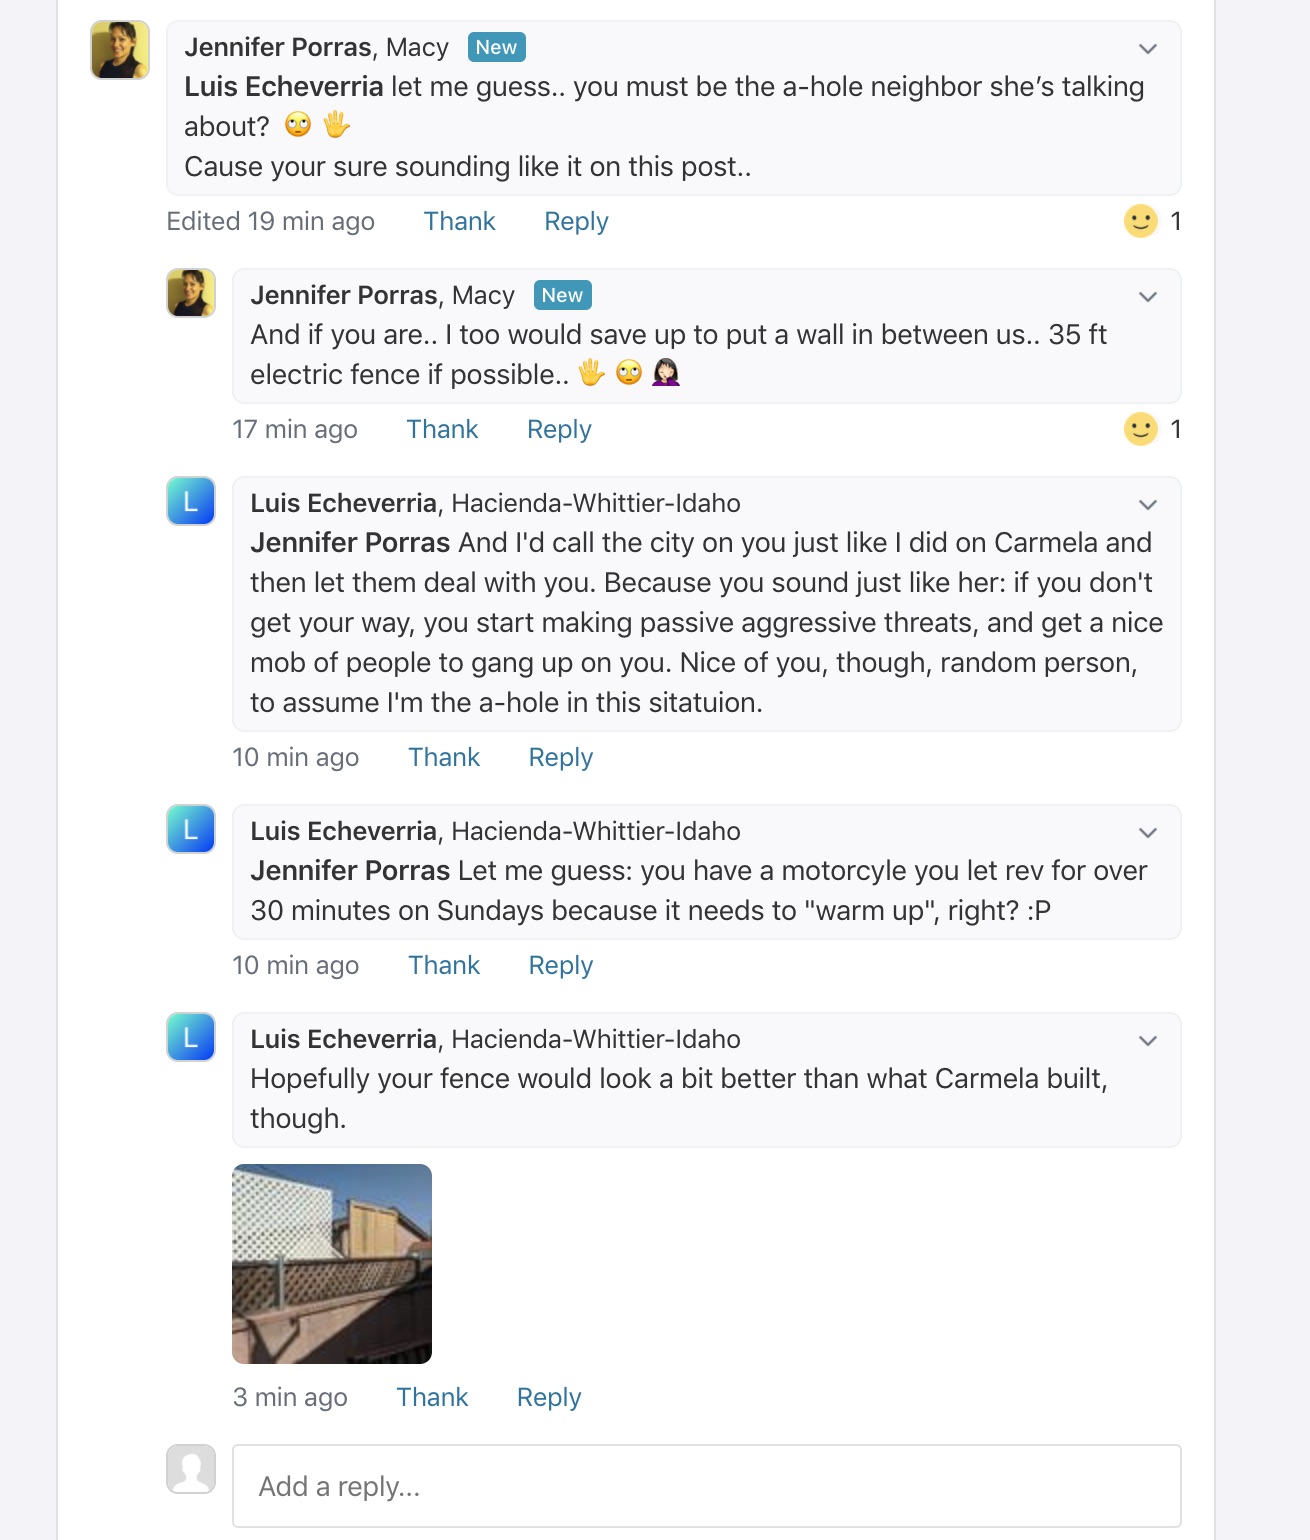 Jennifer Porras, Macy New
Luis Echeverria let me guess.. you must be the a-hole neighbor she’s talking
about? 🙄 🖐
Cause your sure sounding like it on this post..
Edited 19 min ago Thank Reply 1
Jennifer Porras, Macy New
And if you are.. I too would save up to put a wall in between us.. 35 ft
electric fence if possible.. 🖐 🙄 🤦🏻‍♀️
17 min ago Thank Reply 1
L
Luis Echeverria, Hacienda-Whittier-Idaho
Jennifer Porras And I'd call the city on you just like I did on Carmela and
then let them deal with you. Because you sound just like her: if you don't
get your way, you start making passive aggressive threats, and get a nice
mob of people to gang up on you. Nice of you, though, random person,
to assume I'm the a-hole in this sitatuion.
10 min ago Thank Reply
L
Luis Echeverria, Hacienda-Whittier-Idaho
Jennifer Porras Let me guess: you have a motorcyle you let rev for over
30 minutes on Sundays because it needs to "warm up", right? :P
10 min ago Thank Reply
L
Luis Echeverria, Hacienda-Whittier-Idaho
Hopefully your fence would look a bit better than what Carmela built,
though.
3 min ago Thank Reply
Add a reply...